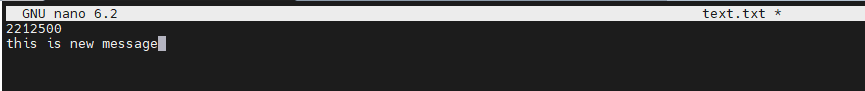 GNU nano 6.2 text.txt *
2212500
this is new message